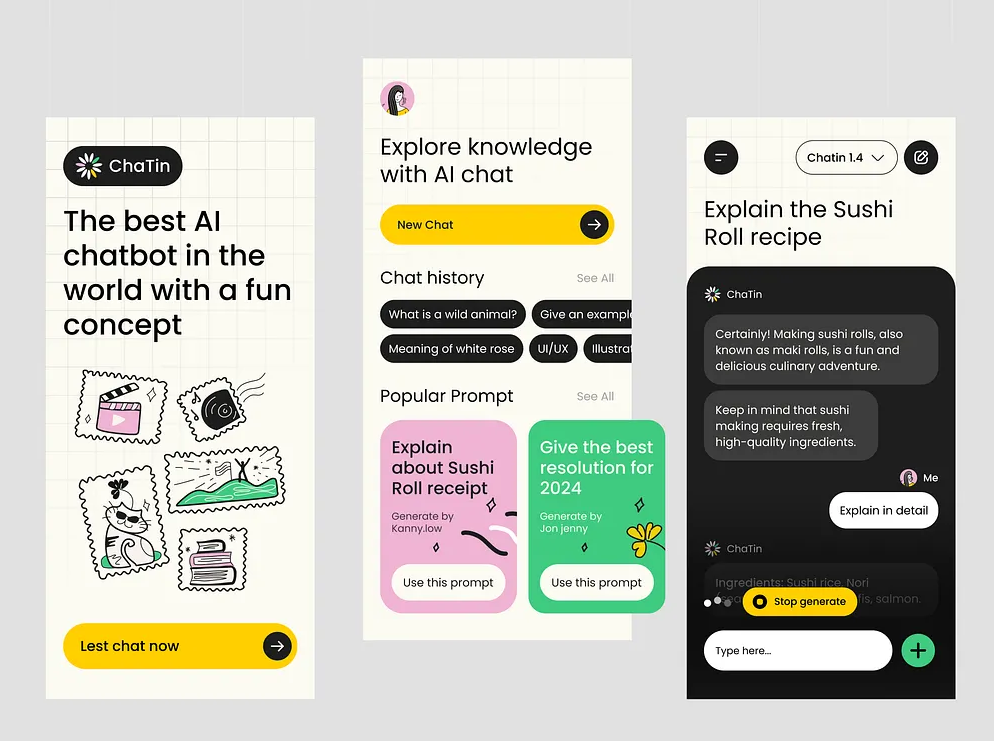 ChaTin
The best AI
chatbot in the
world with a fun
concept
Lest chat now
Explore knowledge
with AI chat
New Chat
Chat history
See All
What is a wild animal?
Give an example
Meaning of white rose
UI/UX
Illustrat
Popular Prompt
See All
Explain
about Sushi
Roll receipt
Generate by
Kanny.low
Use this prompt
Give the best
resolution for
2024
Generate by
Jon jenny
Use this prompt
Chatin 1.4
Explain the Sushi
Roll recipe
ChaTin
Certainly! Making sushi rolls, also
known as maki rolls, is a fun and
delicious culinary adventure.
Keep in mind that sushi
making requires fresh,
high-quality ingredients.
Me
Explain in detail
ChaTin
Ingredients: Sushi rice, Nori
salmon.
Stop generate
Type here...